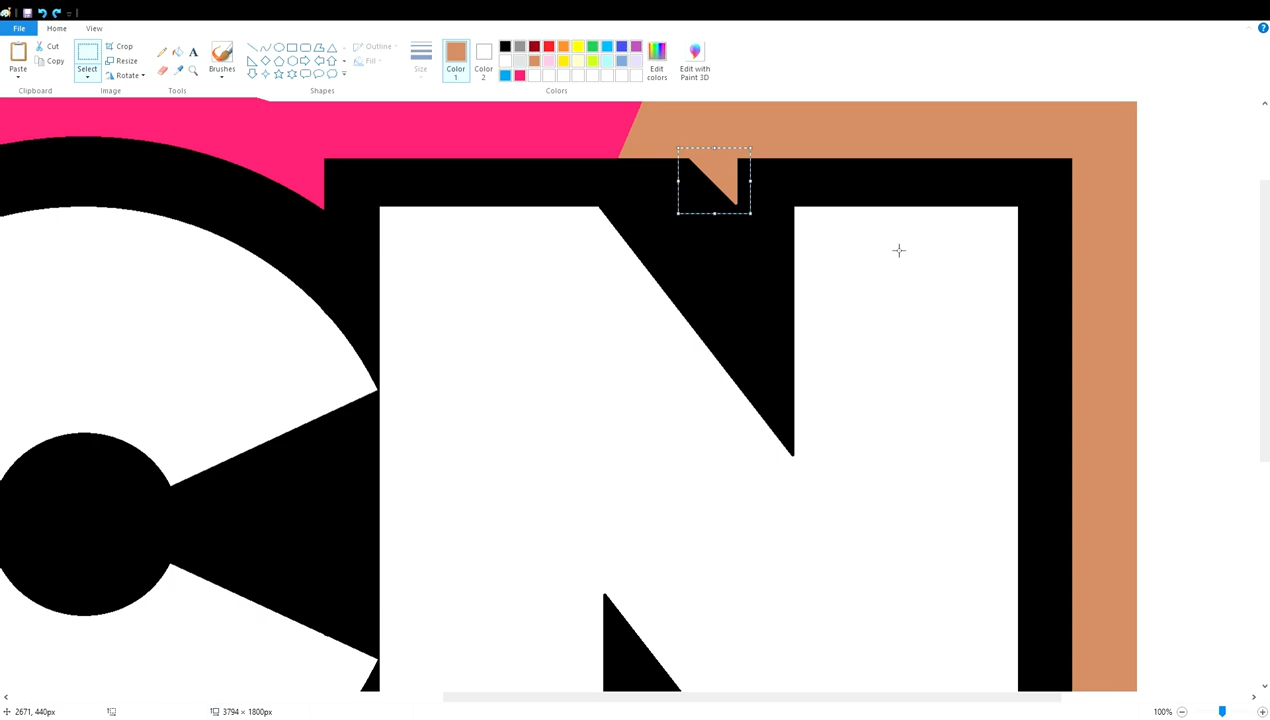 File Home View
Paste
Cut
Copy
Clipboard
Select
Crop
Resize
Rotate
Image
A
Tools
Brushes
Outline
Fill
Shapes
Size
Color
1
Color
2
Edit
colors
Colors
Edit with
Paint 3D
N
2671, 440px
3794 × 1800px
100%